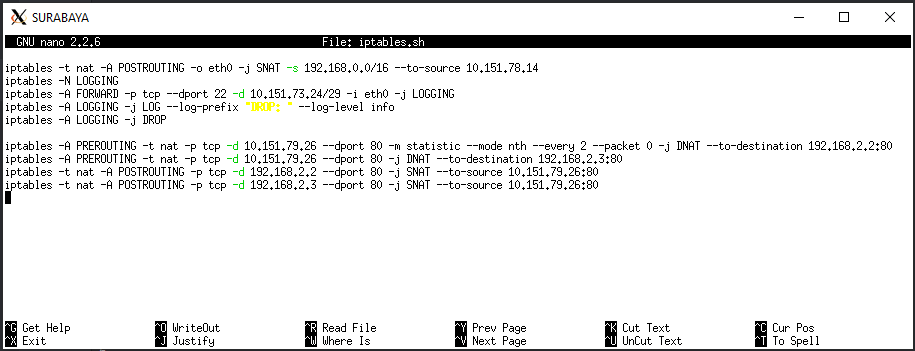 SURABAYA
GNU nano 2.2.6 File: iptables.sh
iptables -t nat -A POSTROUTING -o eth0 -j SNAT -s 192.168.0.0/16 --to-source 10.151.78.14
iptables -N LOGGING
iptables -A FORWARD -p tcp --dport 22 -d 10.151.73.24/29 -i eth0 -j LOGGING
iptables -A LOGGING -j LOG --log-prefix "DROP: " --log-level info
iptables -A LOGGING -j DROP
iptables -A PREROUTING -t nat -p tcp -d 10.151.79.26 --dport 80 -m statistic --mode nth --every 2 --packet 0 -j DNAT --to-destination 192.168.2.2:80
iptables -A PREROUTING -t nat -p tcp -d 10.151.79.26 --dport 80 -j DNAT --to-destination 192.168.2.3:80
iptables -t nat -A POSTROUTING -p tcp -d 192.168.2.2 --dport 80 -j SNAT --to-source 10.151.79.26:80
iptables -t nat -A POSTROUTING -p tcp -d 192.168.2.3 --dport 80 -j SNAT --to-source 10.151.79.26:80
^G Get Help ^O WriteOut ^R Read File ^Y Prev Page ^K Cut Text ^C Cur Pos
^X Exit ^J Justify ^W Where Is ^V Next Page ^U UnCut Text ^T To Spell